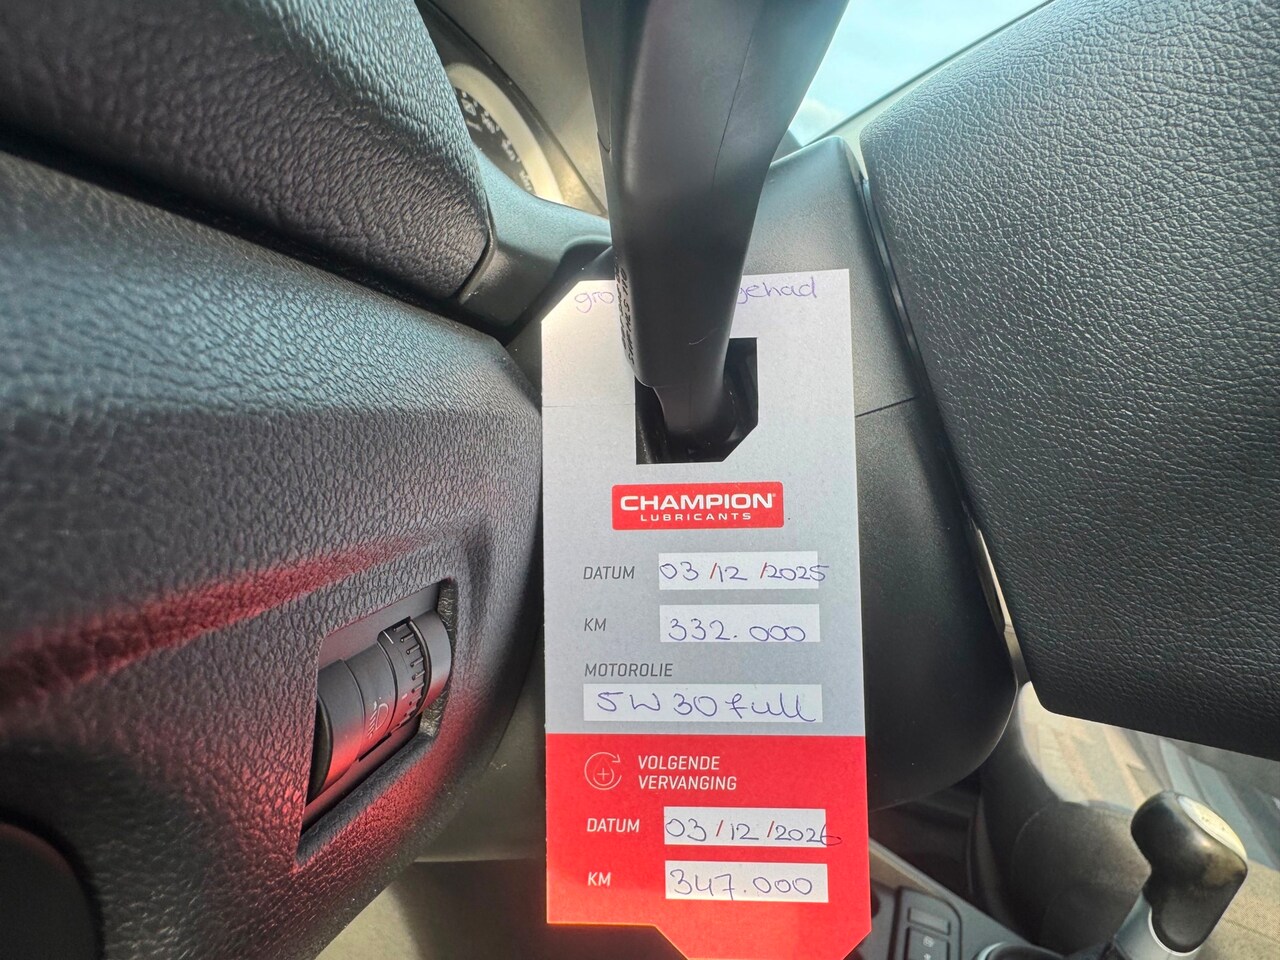 gehad
CHAMPION
LUBRICANTS
DATUM 03/12/2025
KM 332.000
MOTOROLIE
5W30 full
VOLGENDE
VERVANGING
DATUM 03/12/2026
KM 347.000